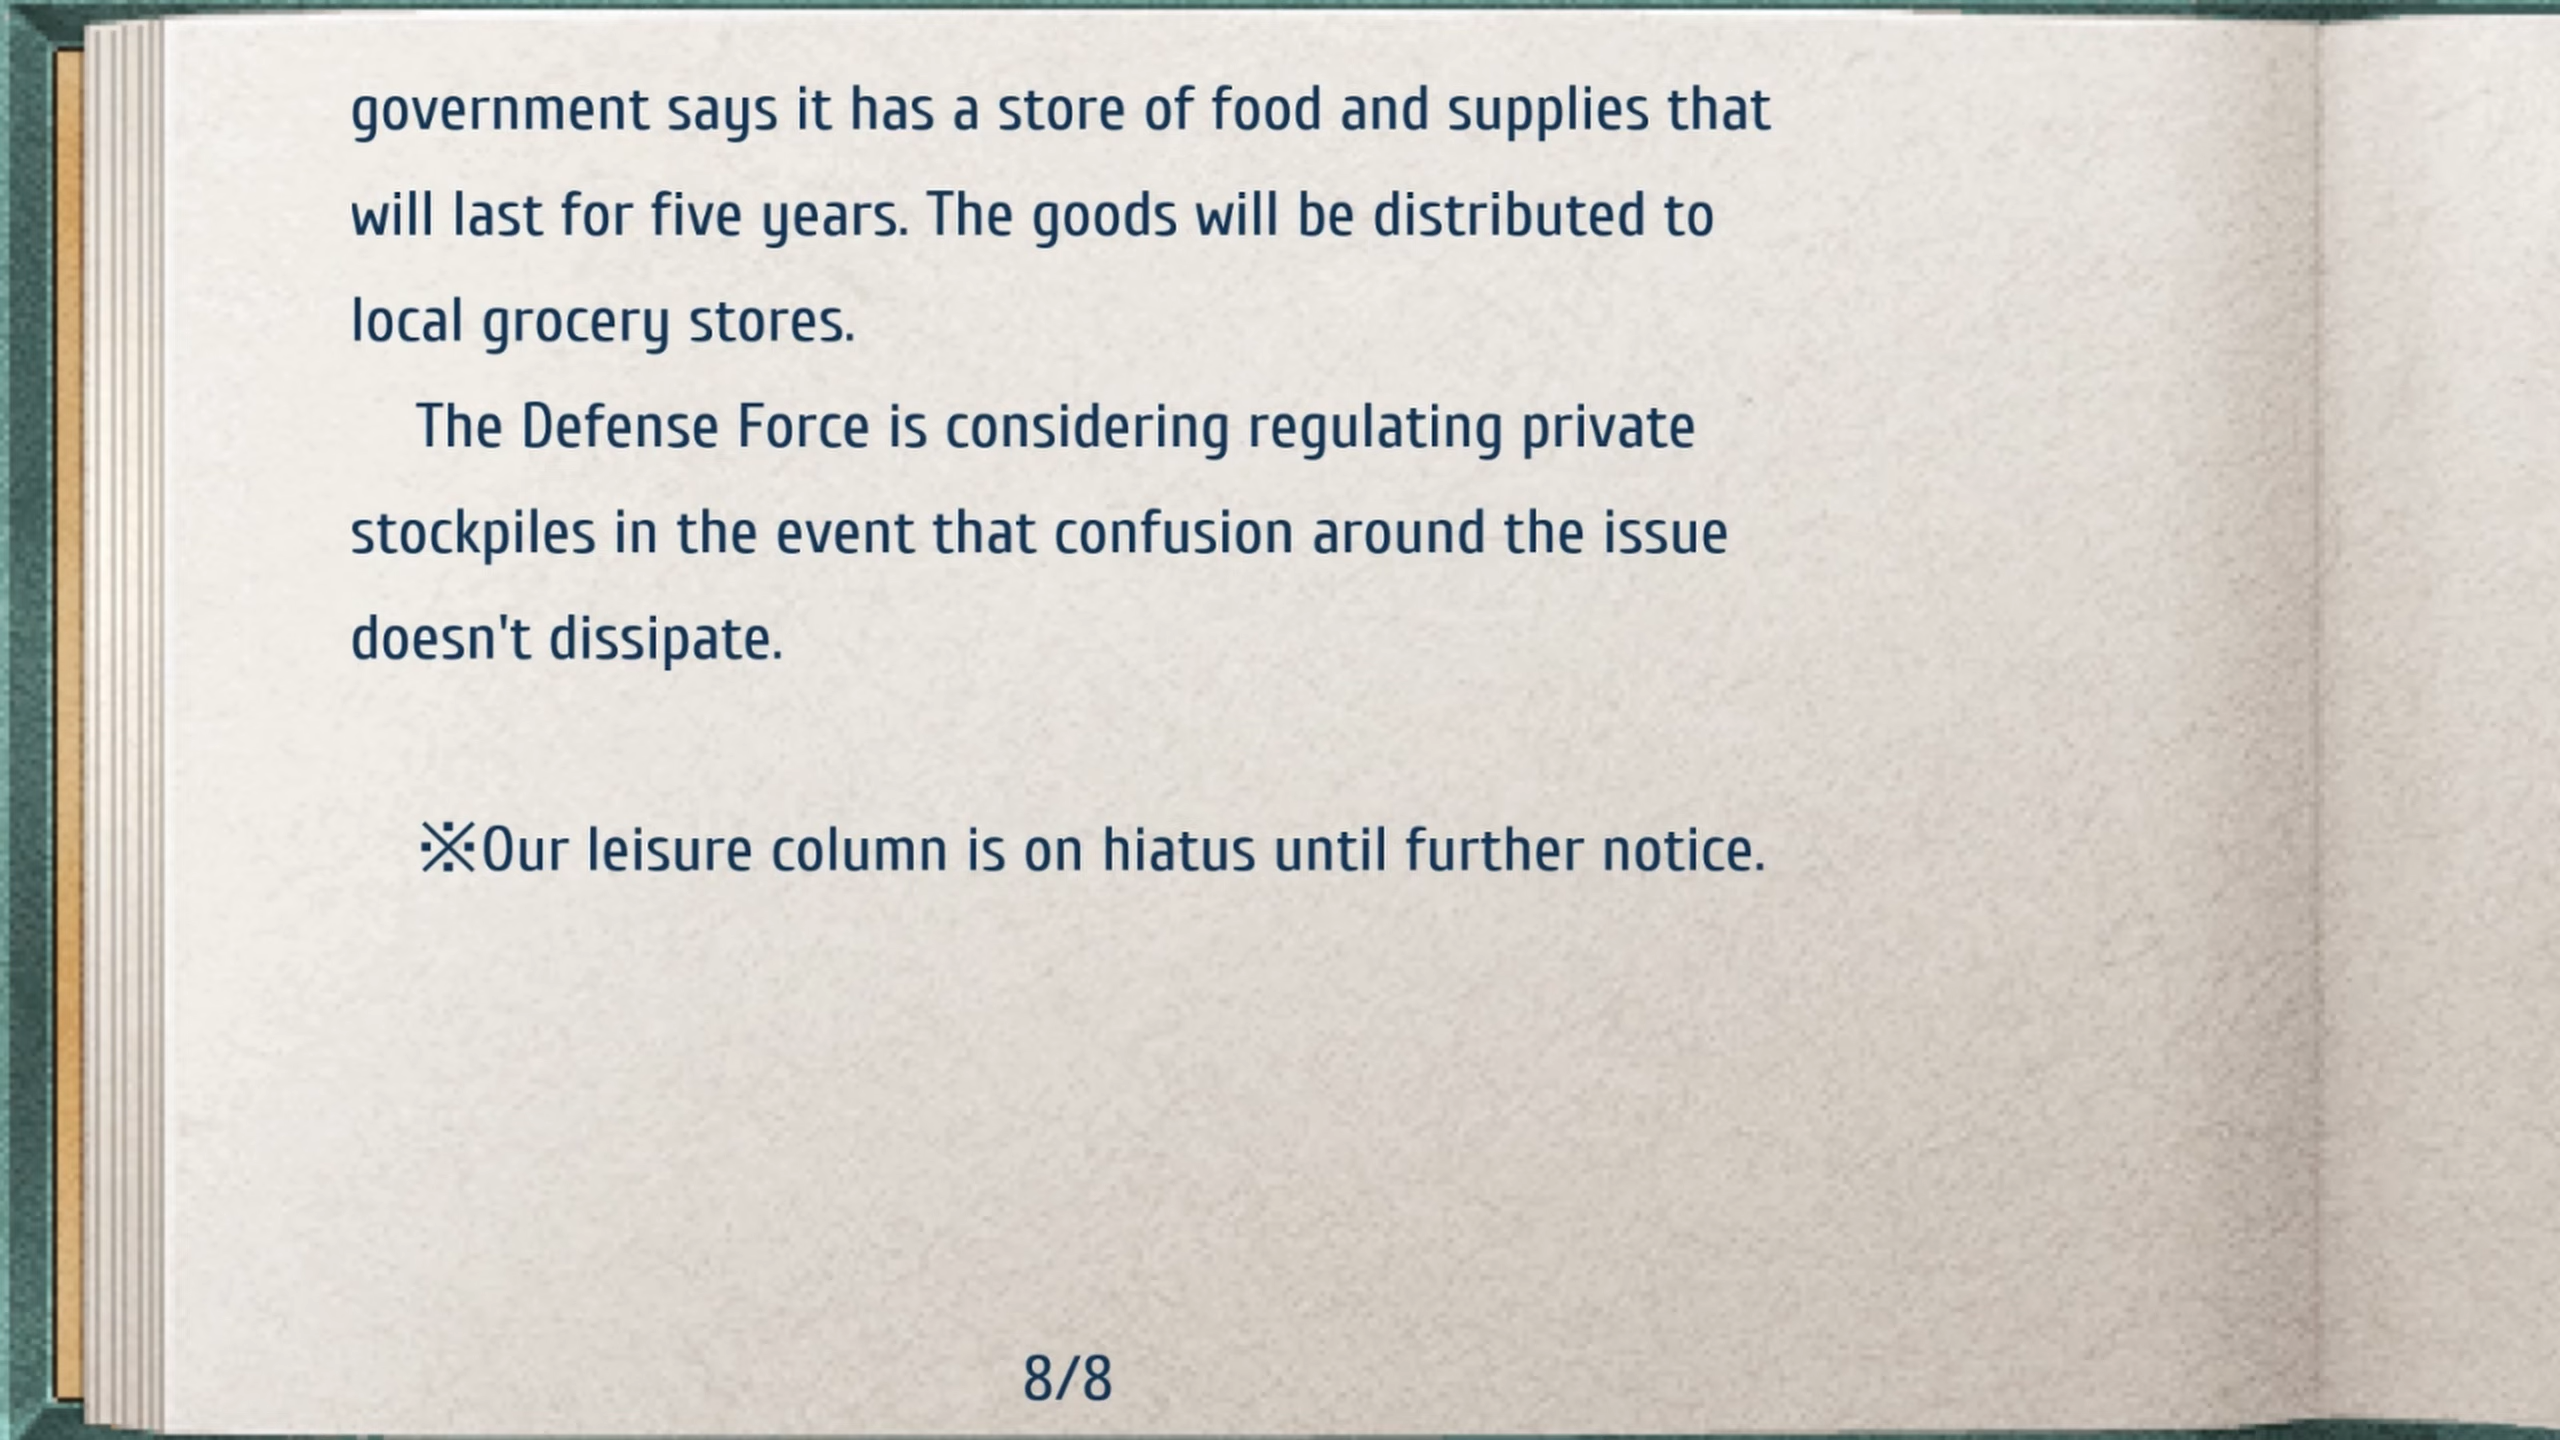 government says it has a store of food and supplies that
will last for five years. The goods will be distributed to
local grocery stores.
The Defense Force is considering regulating private
stockpiles in the event that confusion around the issue
doesn't dissipate.
※Our leisure column is on hiatus until further notice.
8/8